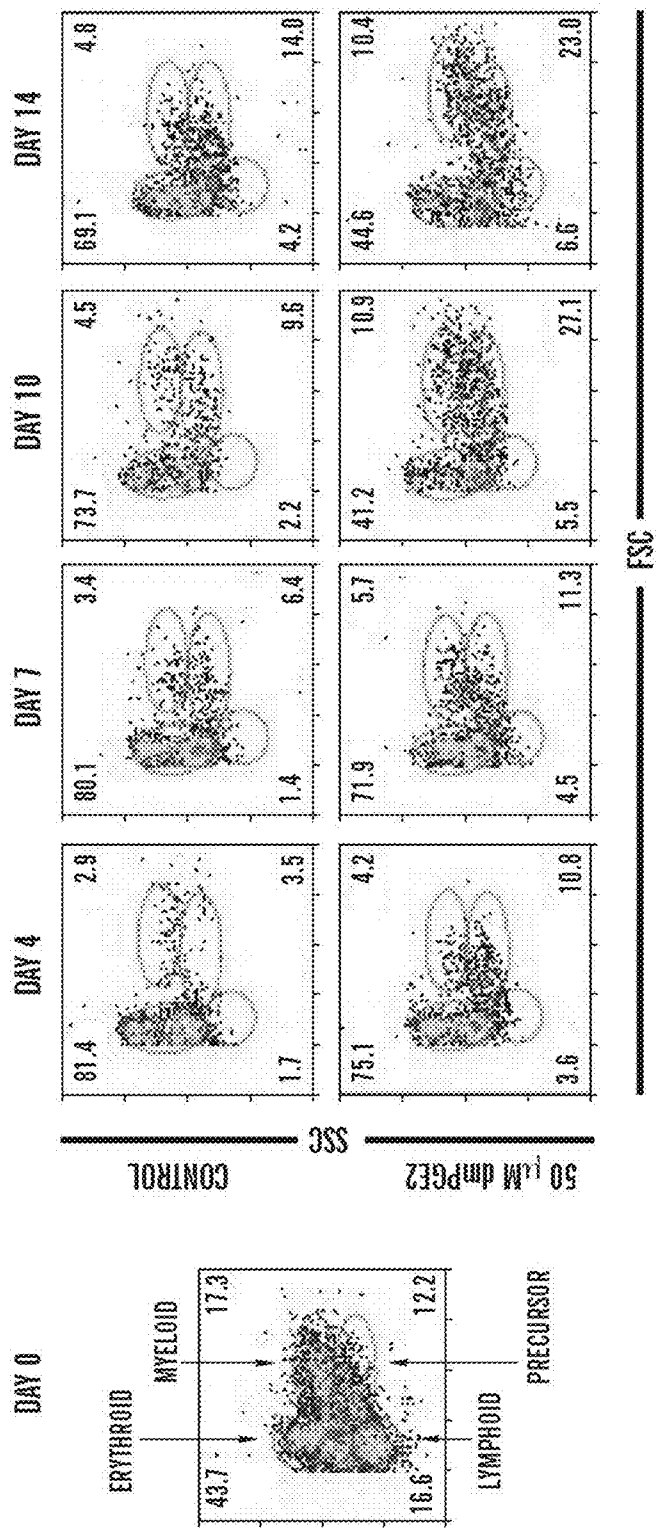 DAY 0
ERYTHROID
MYELOID
43.7
17.3
16.6
12.2
LYMPHOID
PRECURSOR
DAY 4
DAY 7
DAY 10
DAY 14
CONTROL
81.4
2.9
1.7
3.5
80.1
3.4
1.4
6.4
73.7
4.5
2.2
9.6
69.1
4.8
4.2
14.0
SSC
50 µM dmPGE2
75.1
4.2
3.6
10.8
71.9
5.7
4.5
11.3
41.2
10.9
5.5
27.1
44.6
10.4
6.6
23.0
FSC